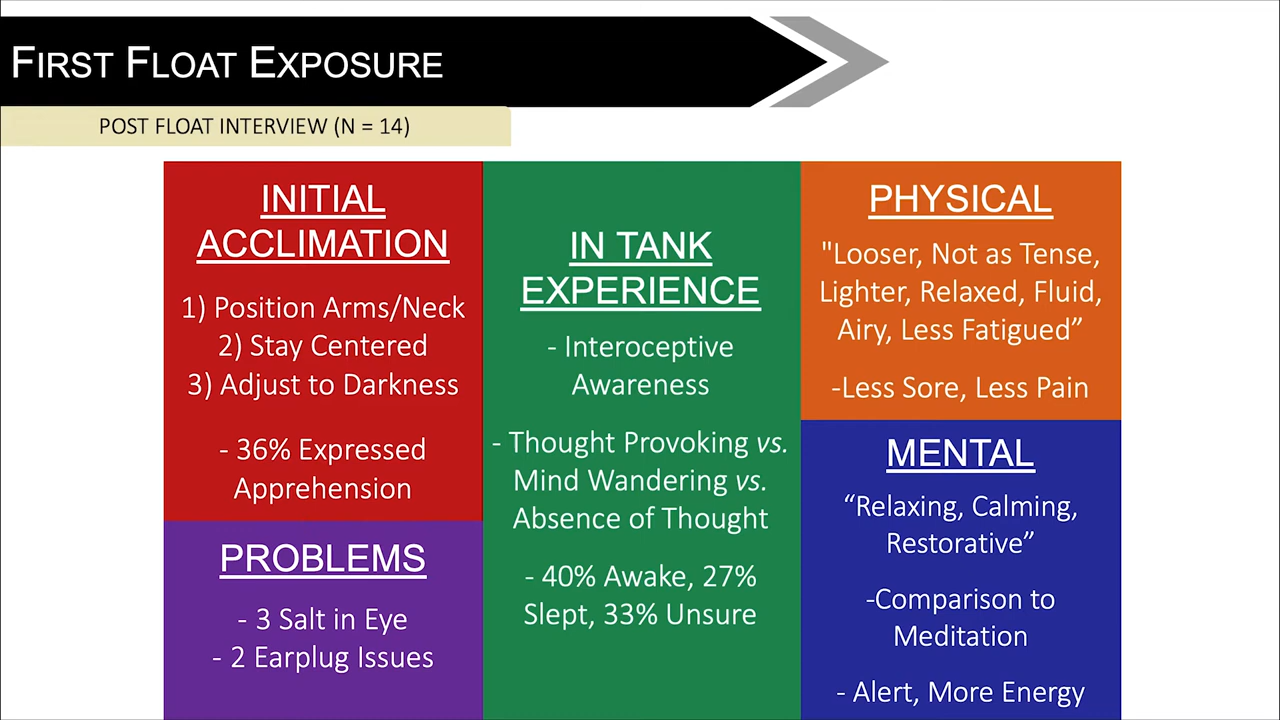 FIRST FLOAT EXPOSURE
POST FLOAT INTERVIEW (N = 14)
INITIAL
ACCLIMATION
1) Position Arms/Neck
2) Stay Centered
3) Adjust to Darkness
- 36% Expressed
Apprehension
PROBLEMS
- 3 Salt in Eye
- 2 Earplug Issues
IN TANK
EXPERIENCE
- Interoceptive
Awareness
- Thought Provoking vs.
Mind Wandering vs.
Absence of Thought
- 40% Awake, 27%
Slept, 33% Unsure
PHYSICAL
"Looser, Not as Tense,
Lighter, Relaxed, Fluid,
Airy, Less Fatigued”
-Less Sore, Less Pain
MENTAL
“Relaxing, Calming,
Restorative”
-Comparison to
Meditation
- Alert, More Energy